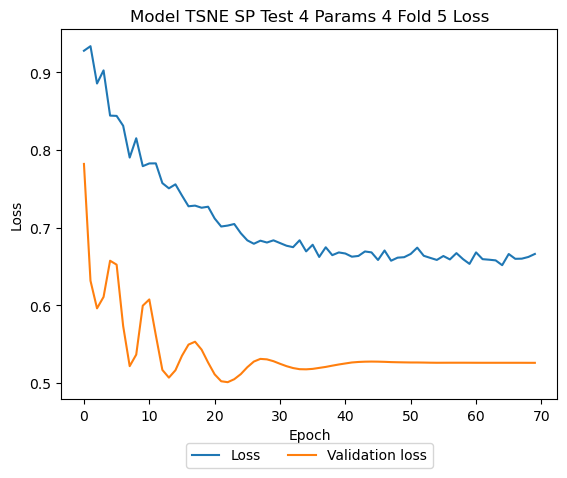 Model TSNE SP Test 4 Params 4 Fold 5 Loss
0.9
0.8
0.7
0.6
0.5
Loss
0 10 20 30 40 50 60 70
Epoch
Loss Validation loss